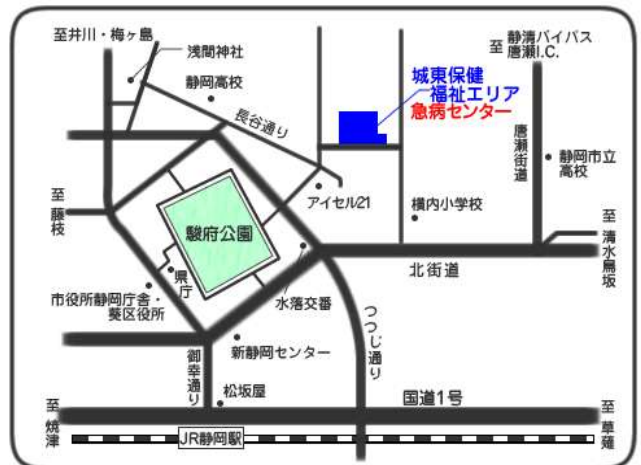 至井川・梅ヶ島
浅間神社
静岡高校
長谷通り
城東保健
福祉エリア
急病センター
至
静清バイパス
唐瀬I.C.
唐瀬街道
静岡市立
高校
至
藤枝
駿府公園
アイセル21
横内小学校
至
清水鳥坂
北街道
県庁
市役所静岡庁舎・
葵区役所
水落交番
つつじ通り
新静岡センター
御幸通り
松坂屋
国道1号
至
焼津
JR静岡駅
至
草薙